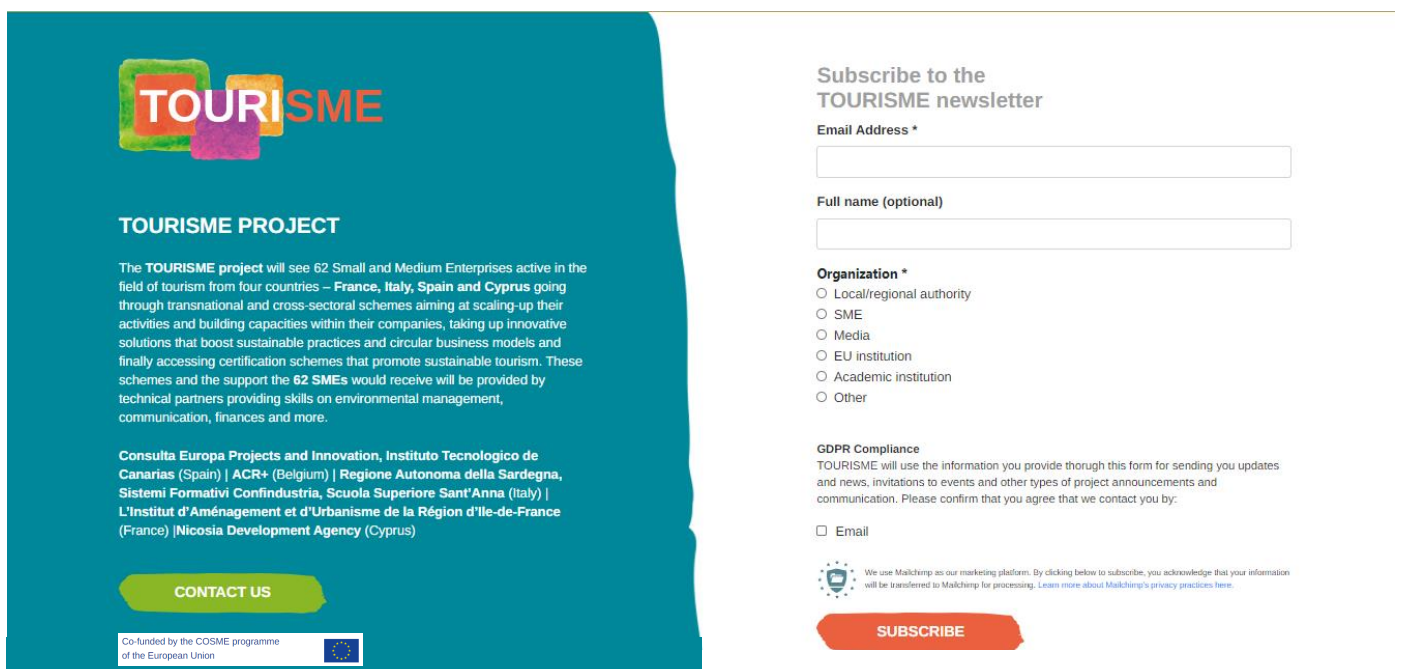 TOURISME
TOURISME PROJECT
The TOURISME project will see 62 Small and Medium Enterprises active in the
field of tourism from four countries – France, Italy, Spain and Cyprus going
through transnational and cross-sectoral schemes aiming at scaling-up their
activities and building capacities within their companies, taking up innovative
solutions that boost sustainable practices and circular business models and
finally accessing certification schemes that promote sustainable tourism. These
schemes and the support the 62 SMEs would receive will be provided by
technical partners providing skills on environmental management,
communication, finances and more.
Consulta Europa Projects and Innovation, Instituto Tecnologico de
Canarias (Spain) | ACR+ (Belgium) | Regione Autonoma della Sardegna,
Sistemi Formativi Confindustria, Scuola Superiore Sant'Anna (Italy) |
L'Institut d'Aménagement et d'Urbanisme de la Région d'Ile-de-France
(France) |Nicosia Development Agency (Cyprus)
CONTACT US
Co-funded by the COSME programme
of the European Union
Subscribe to the
TOURISME newsletter
Email Address *
Full name (optional)
Organization *
Local/regional authority
SME
Media
EU institution
Academic institution
Other
GDPR Compliance
TOURISME will use the information you provide thorugh this form for sending you updates
and news, invitations to events and other types of project announcements and
communication. Please confirm that you agree that we contact you by:
Email
We use Mailchimp as our marketing platform. By clicking below to subscribe, you acknowledge that your information
will be transferred to Mailchimp for processing. Learn more about Mailchimp's privacy practices here.
SUBSCRIBE